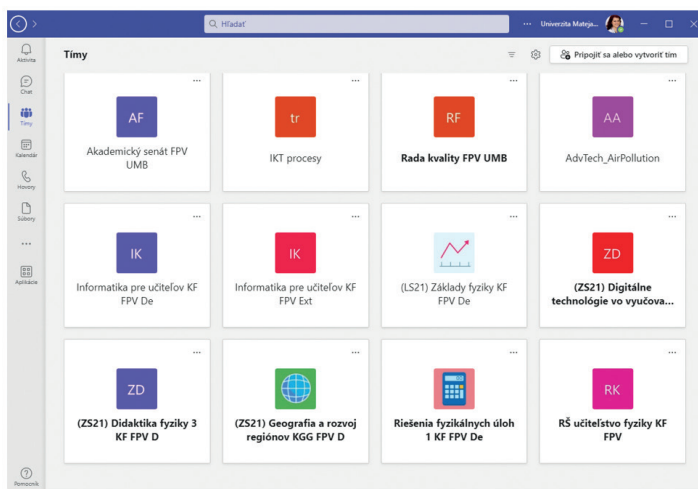 Hľadať
Univerzita Mateja...
Aktivita
Chat
Tímy
Kalendár
Hovory
Súbory
Aplikácie
Pomocník
Tímy
Pripojiť sa alebo vytvoriť tím
AF
Akademický senát FPV
UMB
tr
IKT procesy
RF
Rada kvality FPV UMB
AA
AdvTech_AirPollution
IK
Informatika pre učiteľov KF
FPV De
IK
Informatika pre učiteľov KF
FPV Ext
(LS21) Základy fyziky KF
FPV De
ZD
(ZS21) Digitálne
technológie vo vyučova...
ZD
(ZS21) Didaktika fyziky 3
KF FPV D
(ZS21) Geografia a rozvoj
regiónov KGG FPV D
Riešenia fyzikálnych úloh
1 KF FPV De
RK
RŠ učiteľstvo fyziky KF
FPV